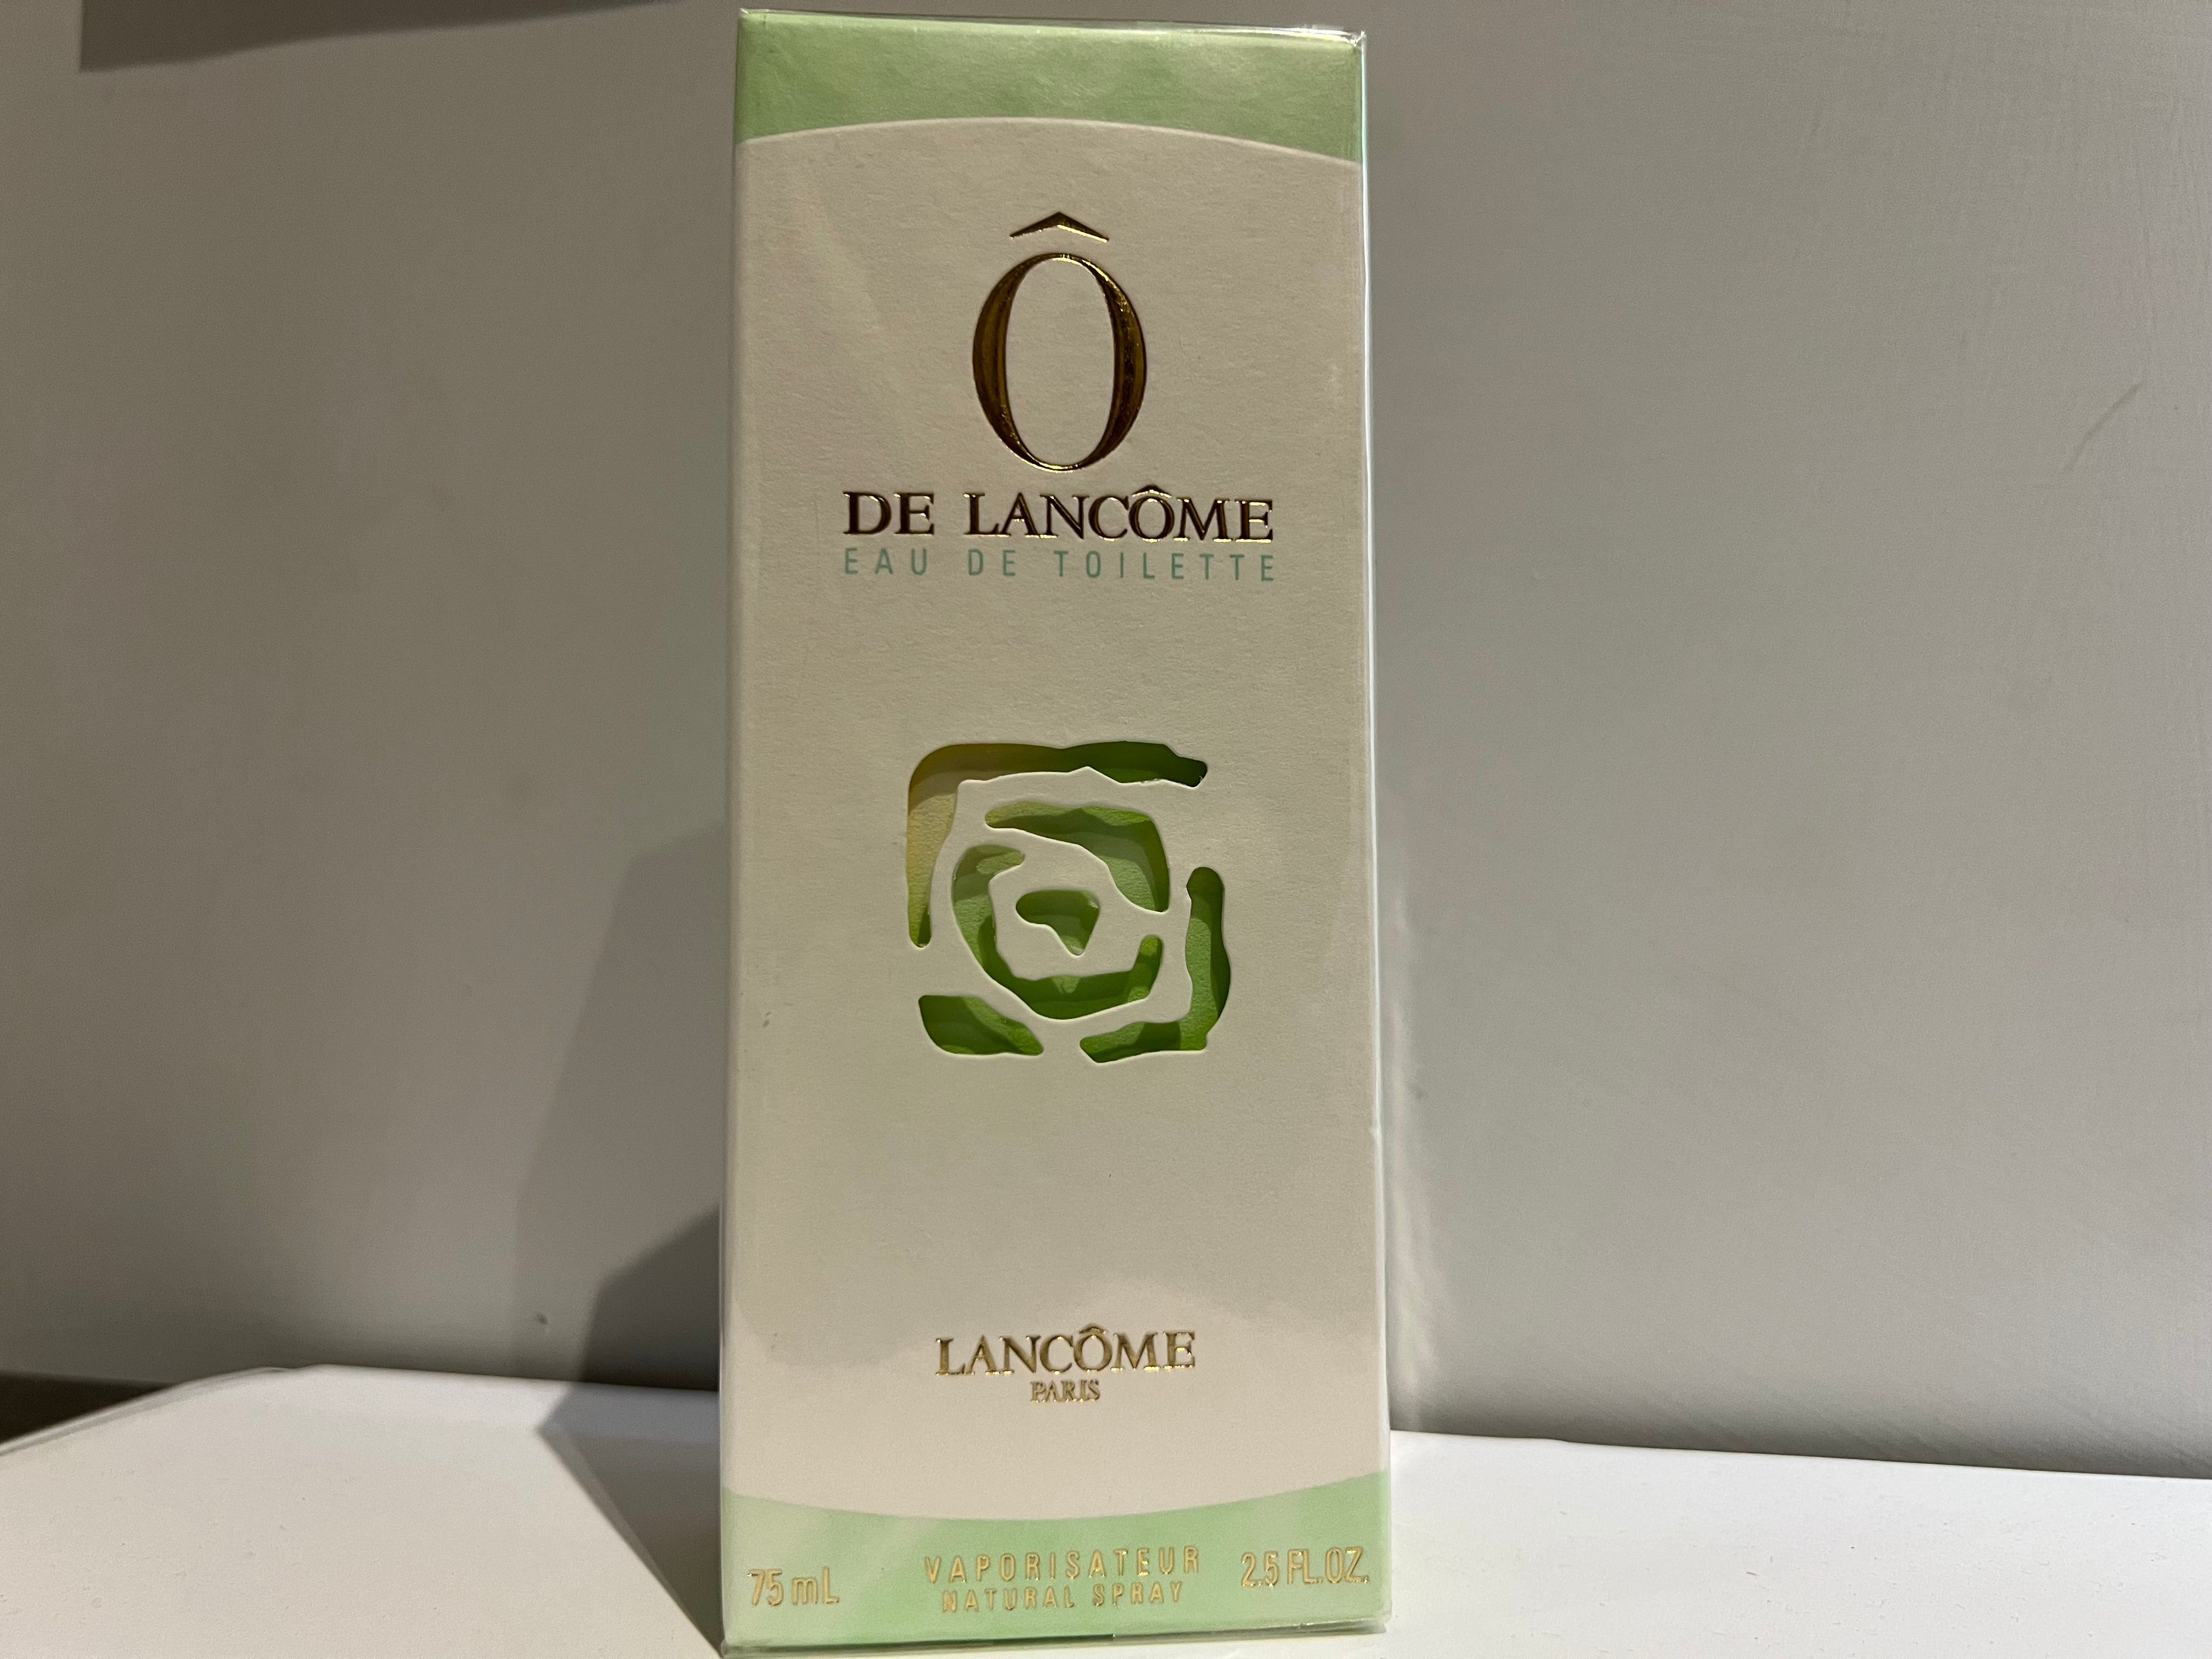 Ô
DE LANCÔME
EAU DE TOILETTE
LANCÔME
PARIS
75 mL VAPORISATEUR 2.5 FL.OZ.
NATURAL SPRAY